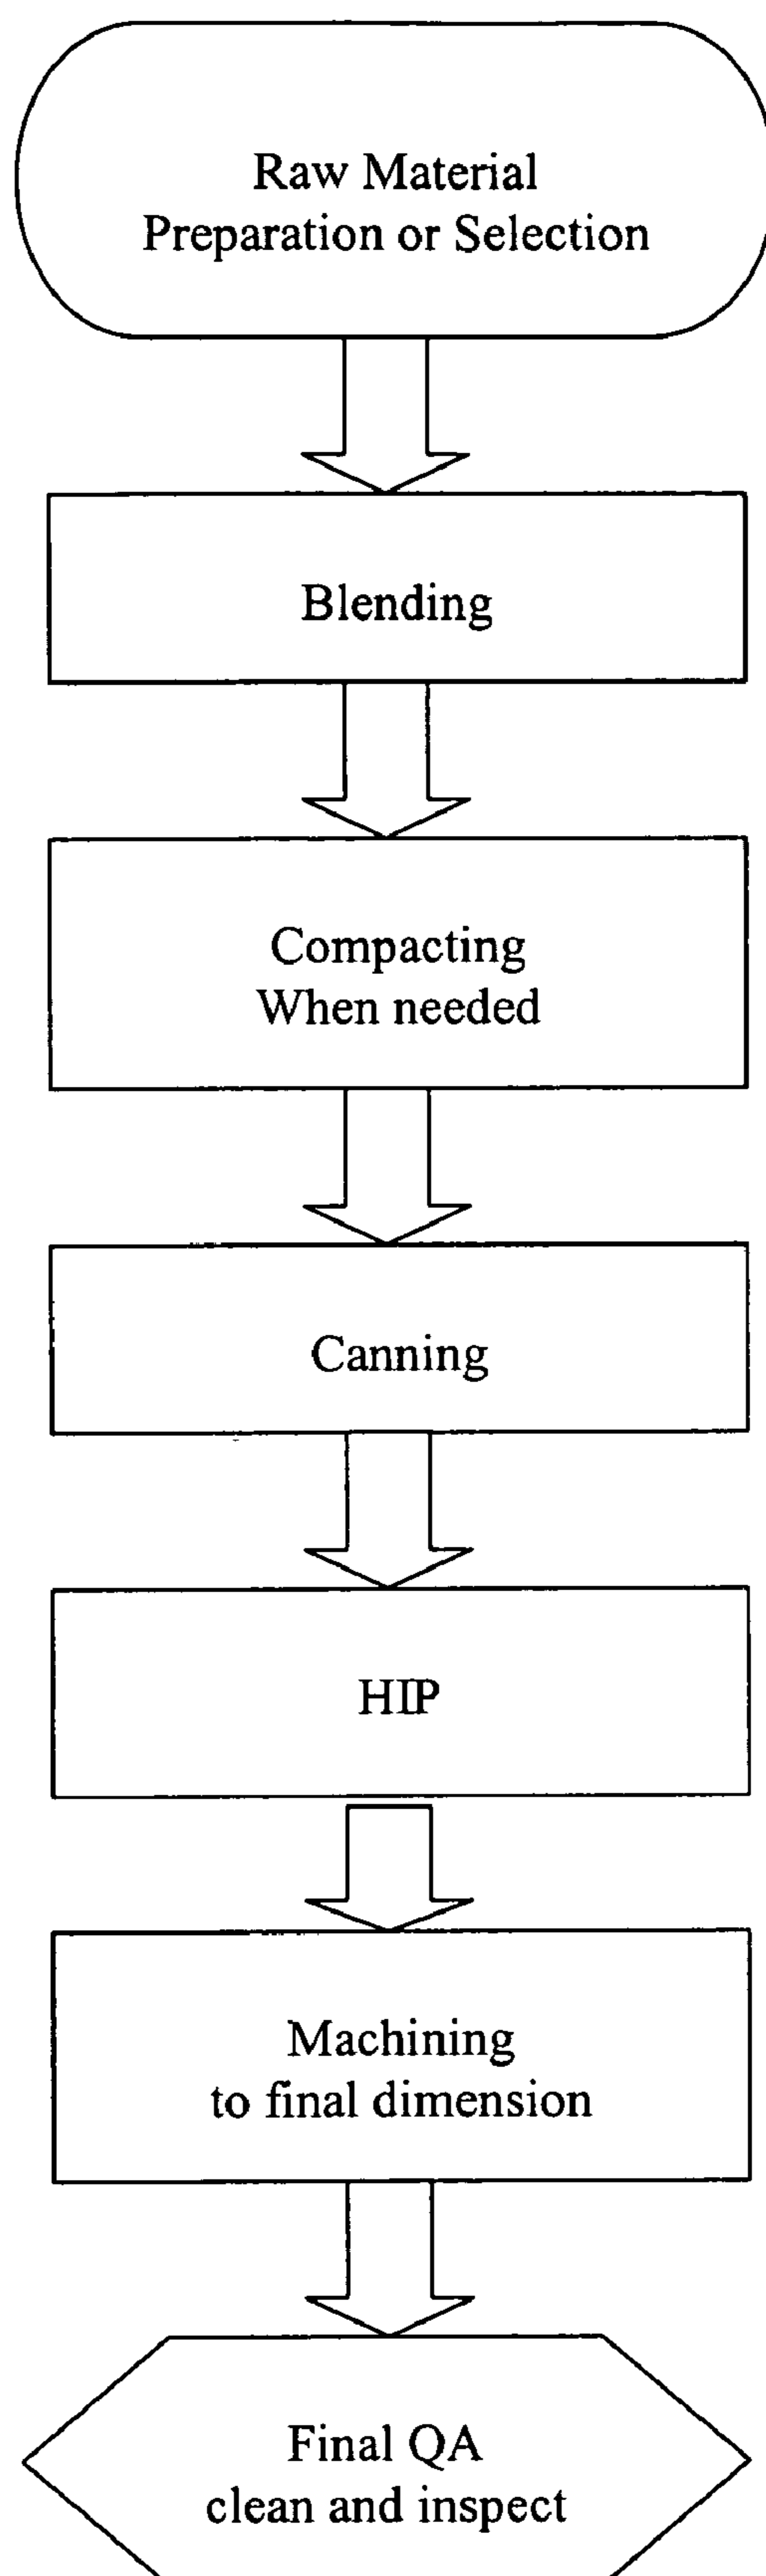 Raw Material
Preparation or Selection
Blending
Compacting
When needed
Canning
HIP
Machining
to final dimension
Final QA
clean and inspect